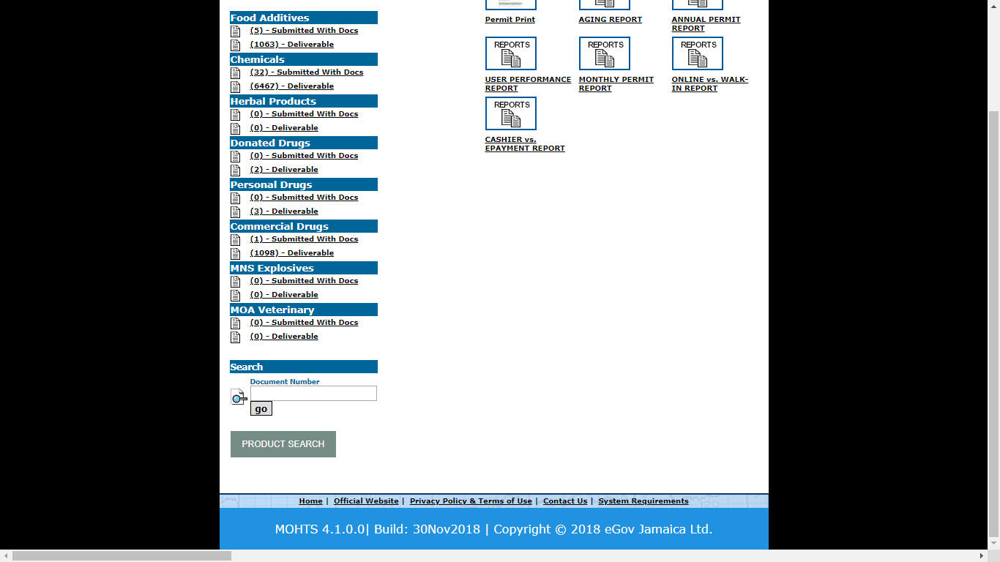 Food Additives
(5) - Submitted With Docs
(1063) - Deliverable
Chemicals
(32) - Submitted With Docs
(6467) - Deliverable
Herbal Products
(0) - Submitted With Docs
(0) - Deliverable
Donated Drugs
(0) - Submitted With Docs
(2) - Deliverable
Personal Drugs
(0) - Submitted With Docs
(3) - Deliverable
Commercial Drugs
(1) - Submitted With Docs
(1098) - Deliverable
MNS Explosives
(0) - Submitted With Docs
(0) - Deliverable
MOA Veterinary
(0) - Submitted With Docs
(0) - Deliverable
Search
Document Number
go
PRODUCT SEARCH
Permit Print
AGING REPORT
ANNUAL PERMIT
REPORT
REPORTS
USER PERFORMANCE
REPORT
REPORTS
MONTHLY PERMIT
REPORT
REPORTS
ONLINE vs. WALK-
IN REPORT
REPORTS
CASHIER vs.
EPAYMENT REPORT
Home | Official Website | Privacy Policy & Terms of Use | Contact Us | System Requirements
MOHTS 4.1.0.0| Build: 30Nov2018 | Copyright © 2018 eGov Jamaica Ltd.